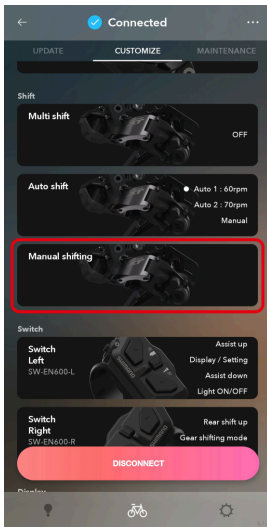 Connected
UPDATE CUSTOMIZE MAINTENANCE
Shift
Multi shift
OFF
Auto shift
Auto 1 : 60rpm
Auto 2 : 70rpm
Manual
Manual shifting
Switch
Switch
Left
SW-EN600-L
Assist up
Display / Setting
Assist down
Light ON/OFF
Switch
Right
SW-EN600-R
Rear shift up
Gear shifting mode
DISCONNECT
Display